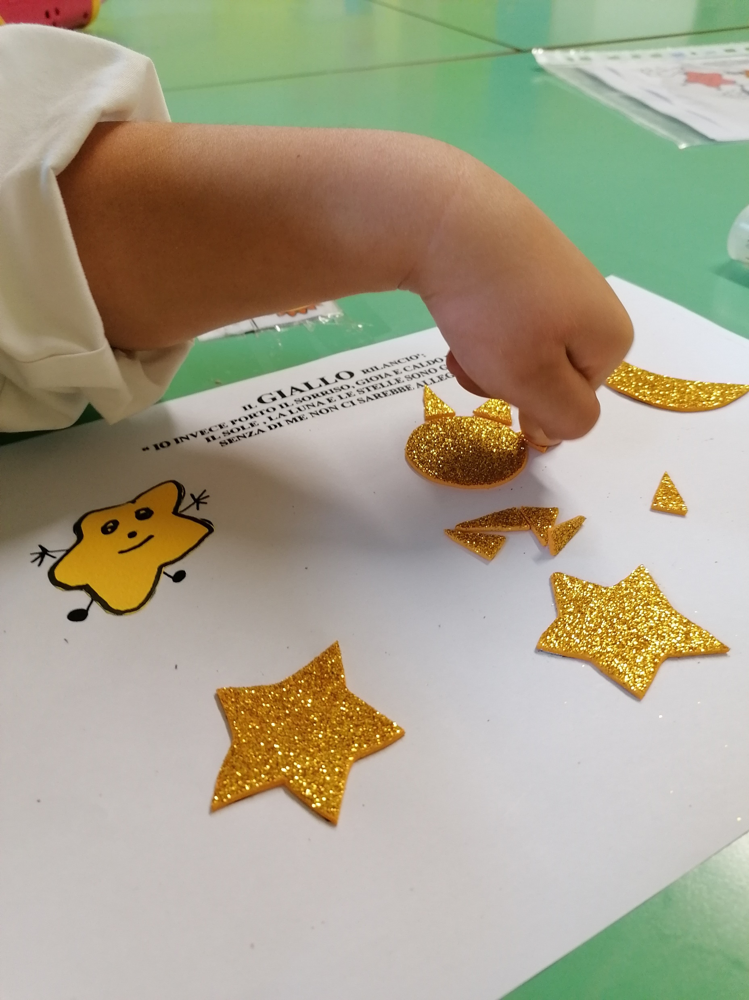 IL GIALLO RILANCIO':
“ IO INVECE PORTO IL SORRISO, GIOIA E CALDO
IL SOLE , LA LUNA E LE STELLE SONO
SENZA DI ME NON CI SAREBBE